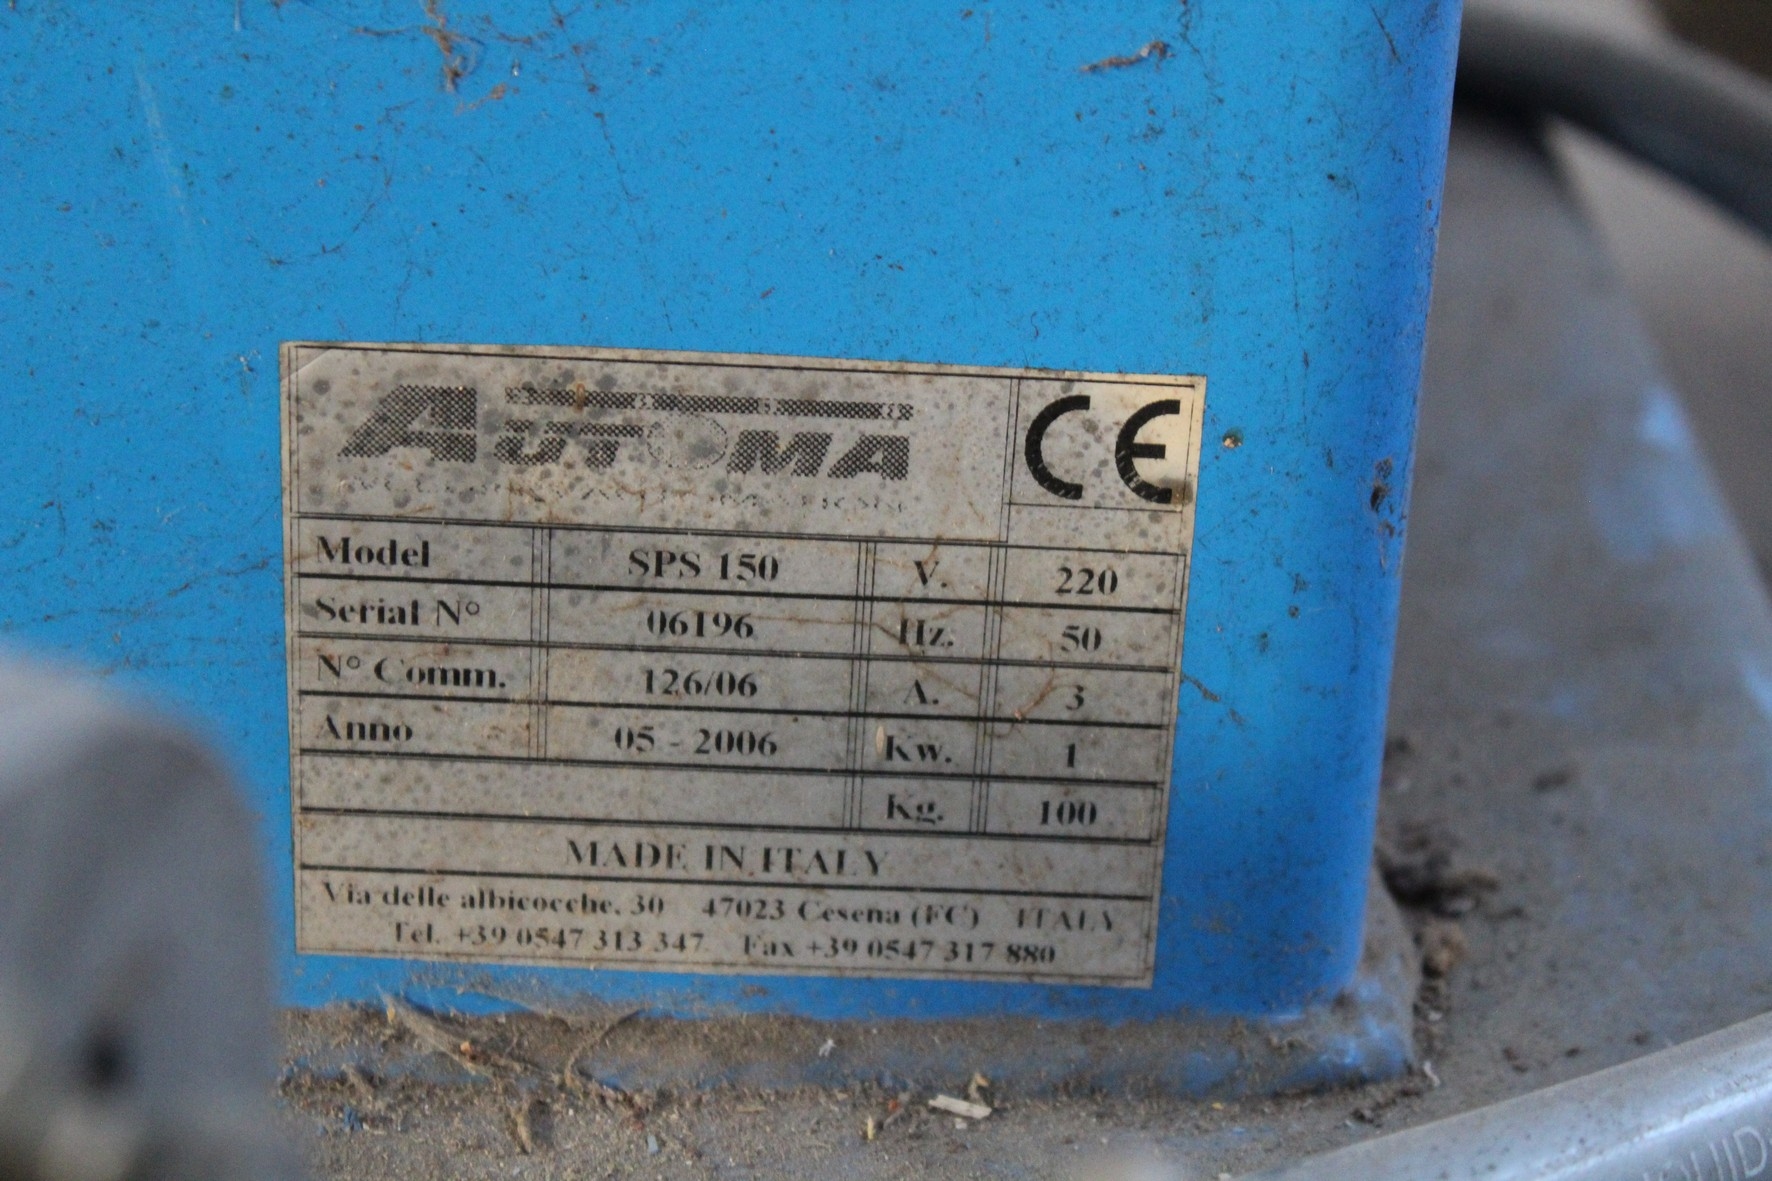 AUTOMA CE
Model SPS 150 V. 220
Serial N° 06196 Hz. 50
N° Comm. 126/06 A. 3
Anno 05 - 2006 Kw. 1
Kg. 100
MADE IN ITALY
Via delle albicocche, 30 47023 Cesena (FC) ITALY
Tel. +39 0547 313 347 Fax +39 0547 317 880